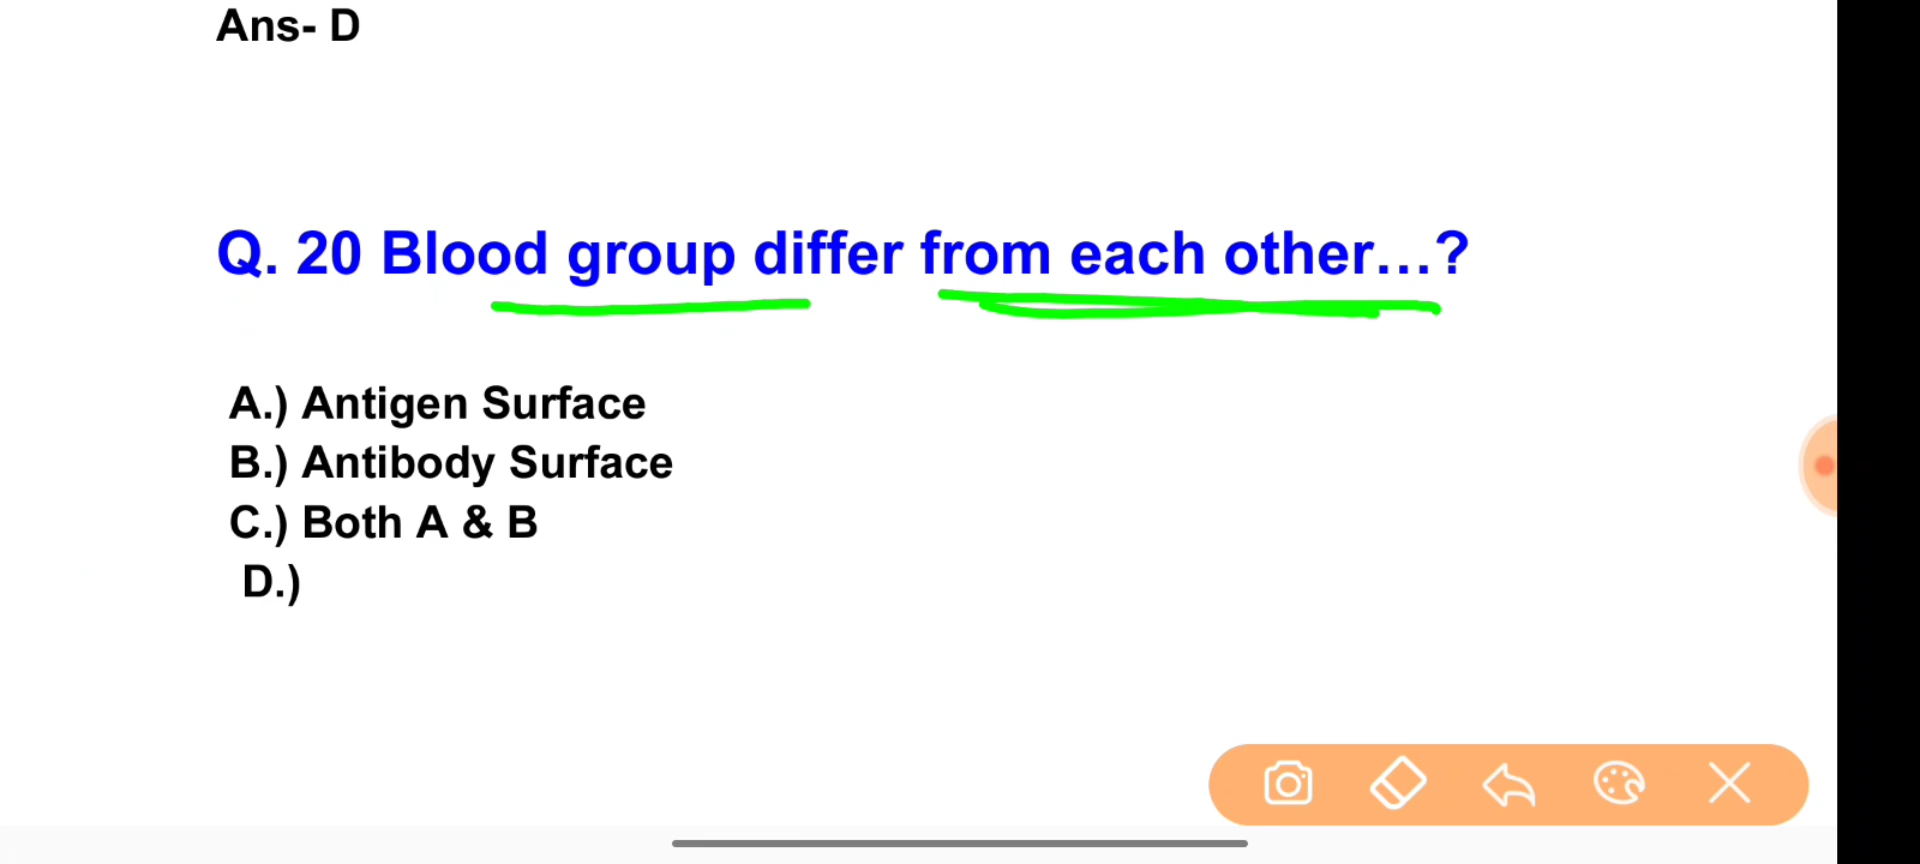 Ans- D
Q. 20 Blood group differ from each other...?
A.) Antigen Surface
B.) Antibody Surface
C.) Both A & B
D.)